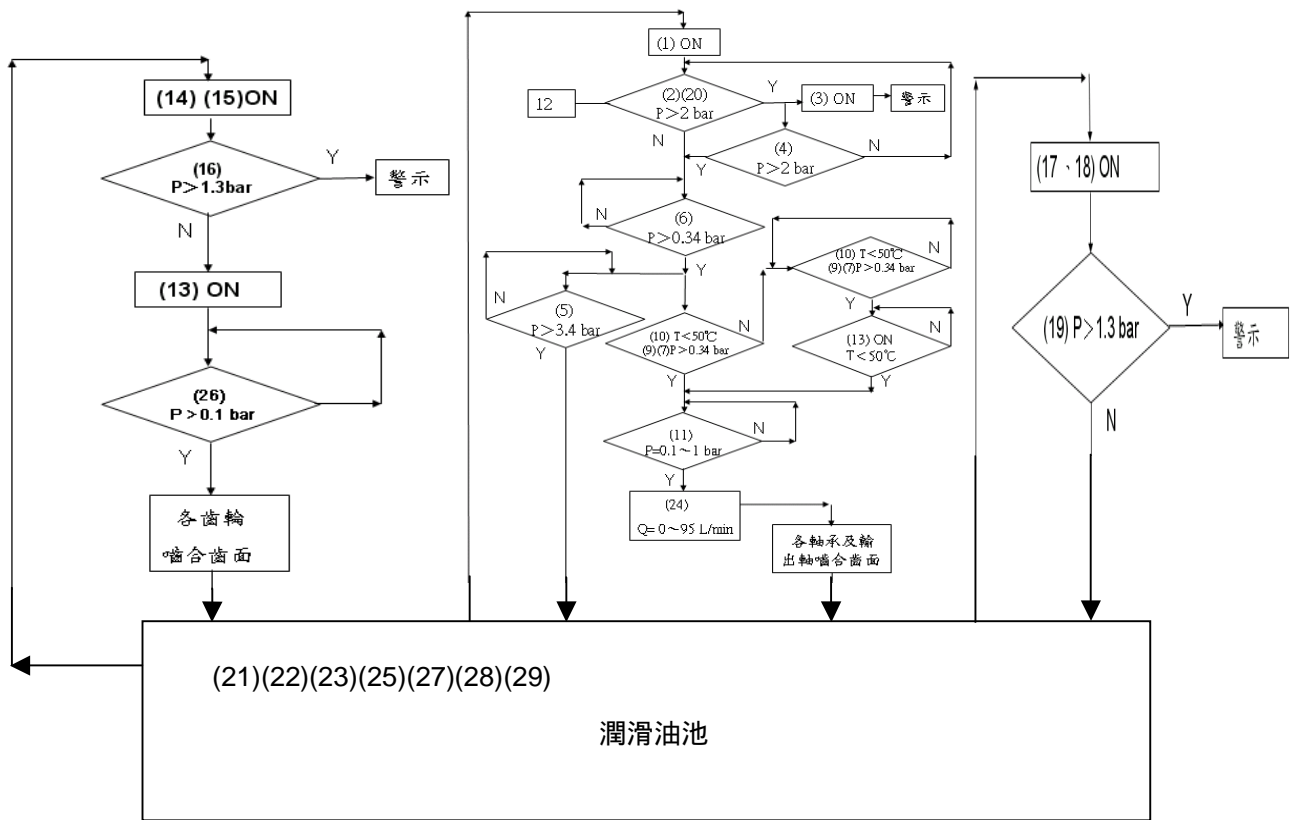 (14) (15)ON
(16)
P>1.3bar
Y
警示
N
(13) ON
(26)
P>0.1 bar
Y
各齒輪
嚙合齒面
(1) ON
12
(2)(20)
P>2 bar
Y
(3) ON
警示
N
(4)
P>2 bar
Y
N
(6)
P>0.34 bar
N
Y
(5)
P>3.4 bar
N
Y
(10) T<50℃
(9)(7)P>0.34 bar
N
Y
(10) T<50℃
(9)(7)P>0.34 bar
N
Y
(13) ON
T<50℃
N
Y
(11)
P=0.1~1 bar
N
Y
(24)
Q=0~95 L/min
各軸承及輸
出軸嚙合齒面
(17、18) ON
(19) P>1.3 bar
Y
警示
N
(21)(22)(23)(25)(27)(28)(29)
潤滑油池